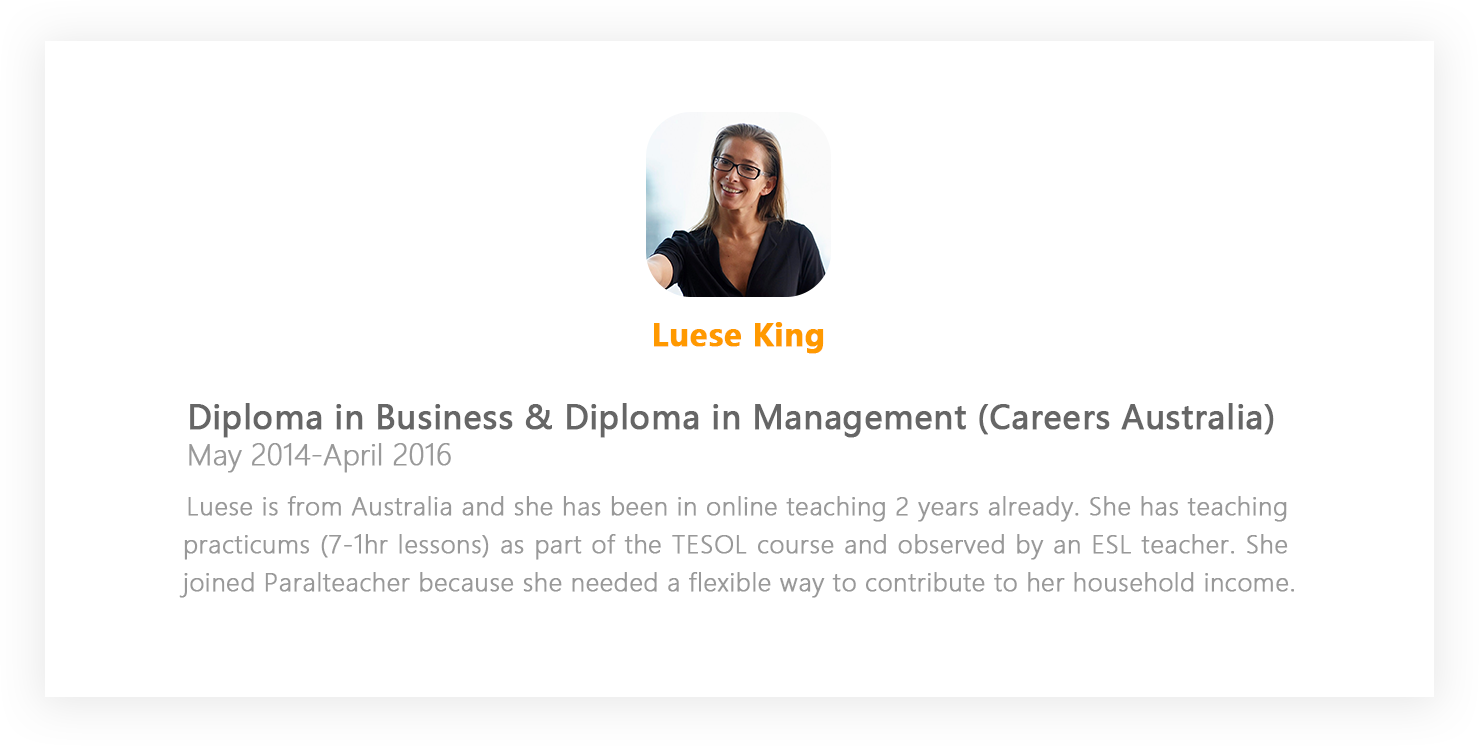 Luese King
Diploma in Business & Diploma in Management (Careers Australia)
May 2014-April 2016
Luese is from Australia and she has been in online teaching 2 years already. She has teaching
practicums (7-1hr lessons) as part of the TESOL course and observed by an ESL teacher. She
joined Paralteacher because she needed a flexible way to contribute to her household income.